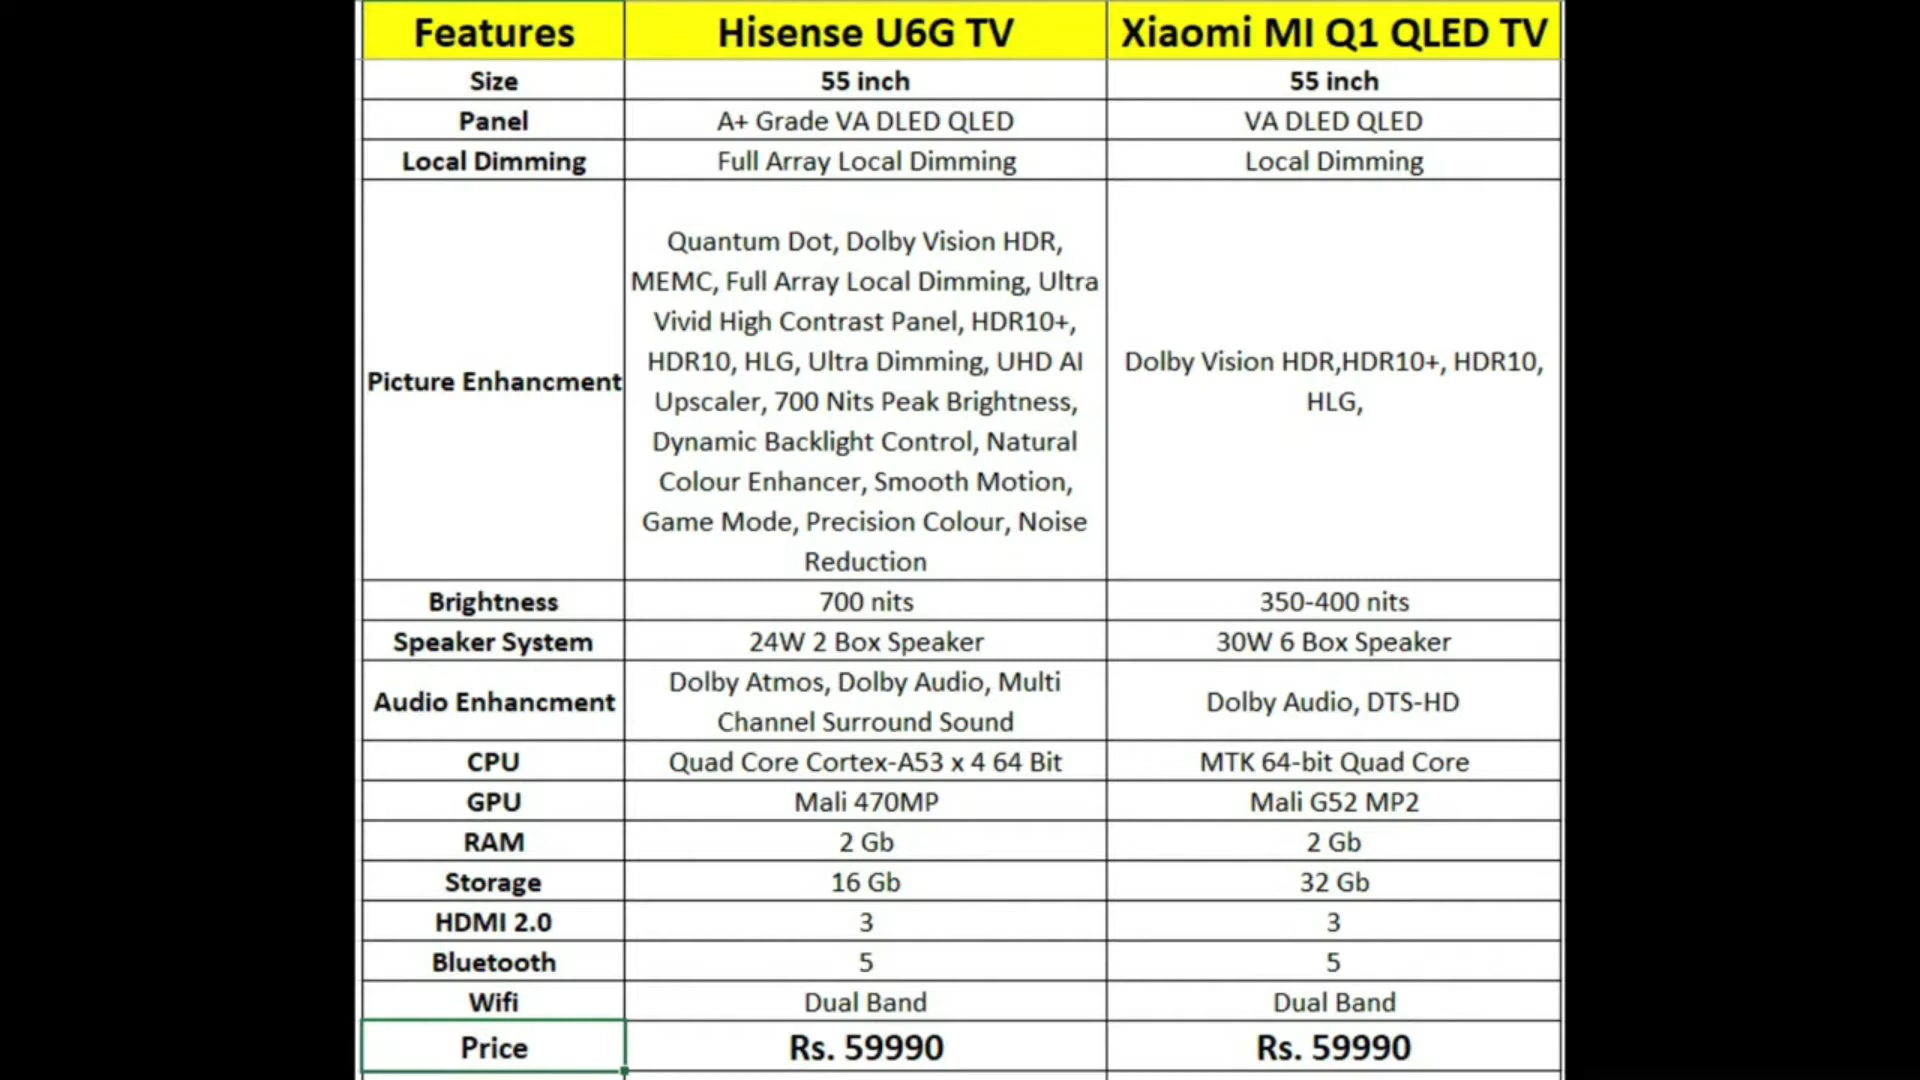 Features Hisense U6G TV Xiaomi MI Q1 QLED TV
Size 55 inch 55 inch
Panel A+ Grade VA DLED QLED VA DLED QLED
Local Dimming Full Array Local Dimming Local Dimming
Picture Enhancment
Quantum Dot, Dolby Vision HDR,
MEMC, Full Array Local Dimming, Ultra
Vivid High Contrast Panel, HDR10+,
HDR10, HLG, Ultra Dimming, UHD AI
Upscaler, 700 Nits Peak Brightness,
Dynamic Backlight Control, Natural
Colour Enhancer, Smooth Motion,
Game Mode, Precision Colour, Noise
Reduction
Dolby Vision HDR,HDR10+, HDR10,
HLG,
Brightness 700 nits 350-400 nits
Speaker System 24W 2 Box Speaker 30W 6 Box Speaker
Audio Enhancment
Dolby Atmos, Dolby Audio, Multi
Channel Surround Sound
Dolby Audio, DTS-HD
CPU Quad Core Cortex-A53 x 4 64 Bit MTK 64-bit Quad Core
GPU Mali 470MP Mali G52 MP2
RAM 2 Gb 2 Gb
Storage 16 Gb 32 Gb
HDMI 2.0 3 3
Bluetooth 5 5
Wifi Dual Band Dual Band
Price Rs. 59990 Rs. 59990